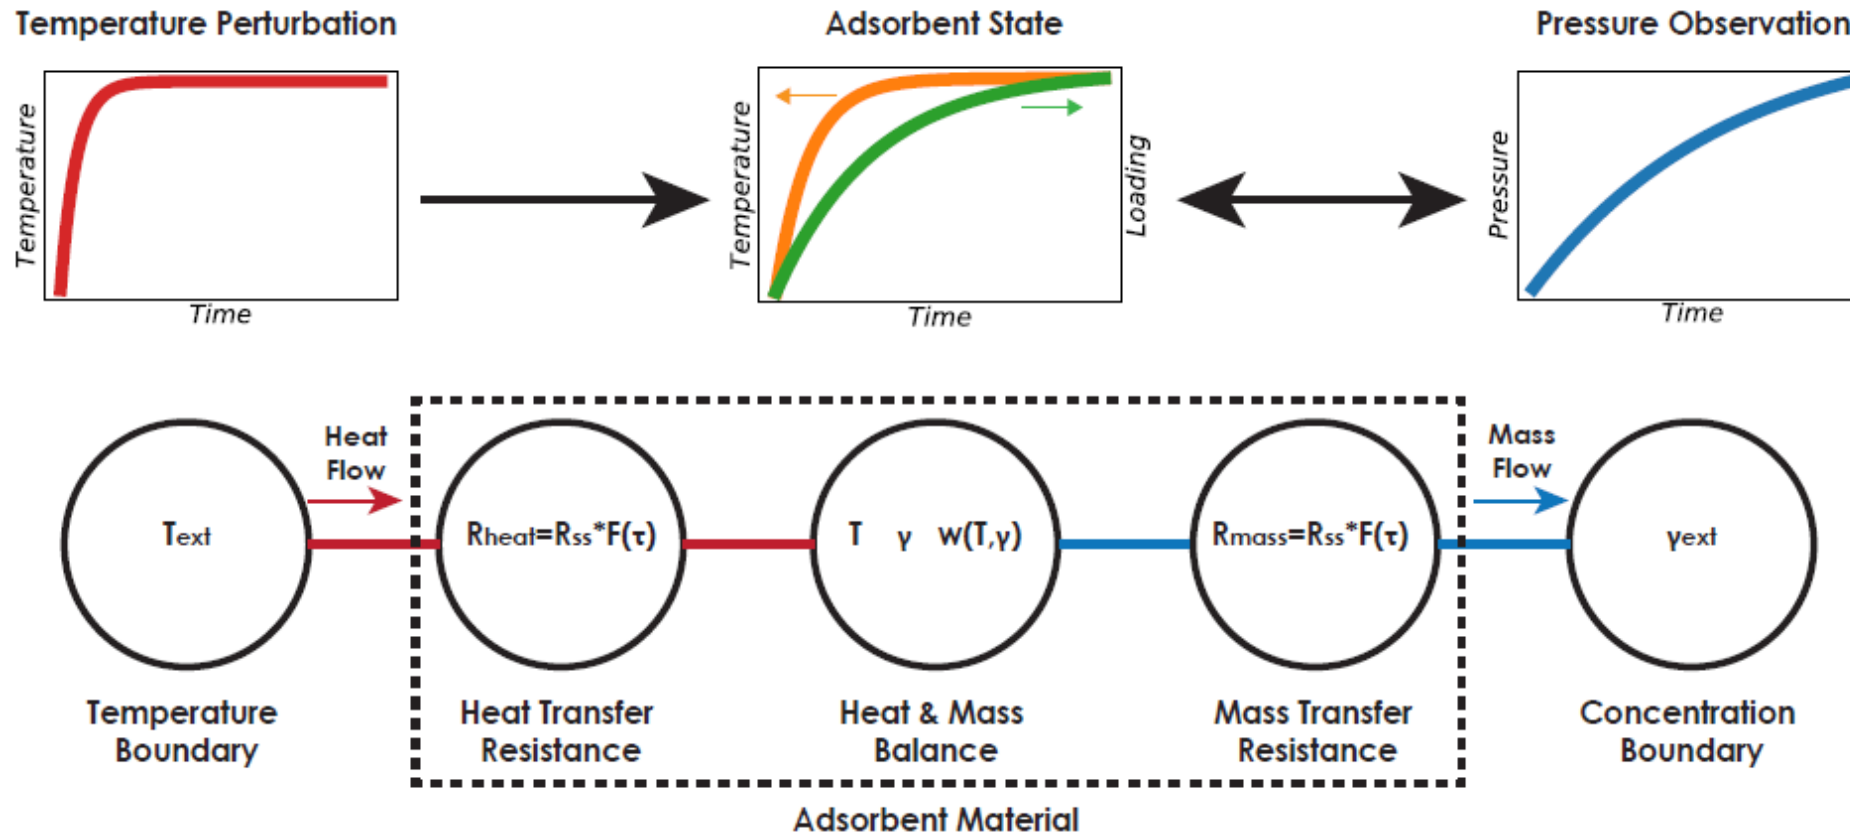 Temperature Perturbation
Adsorbent State
Pressure Observation
Temperature
Time
Temperature
Loading
Time
Pressure
Time
Heat
Flow
Mass
Flow
Text
Rheat=Rss*F(τ)
T γ w(T,γ)
Rmass=Rss*F(τ)
γext
Temperature
Boundary
Heat Transfer
Resistance
Heat & Mass
Balance
Mass Transfer
Resistance
Concentration
Boundary
Adsorbent Material